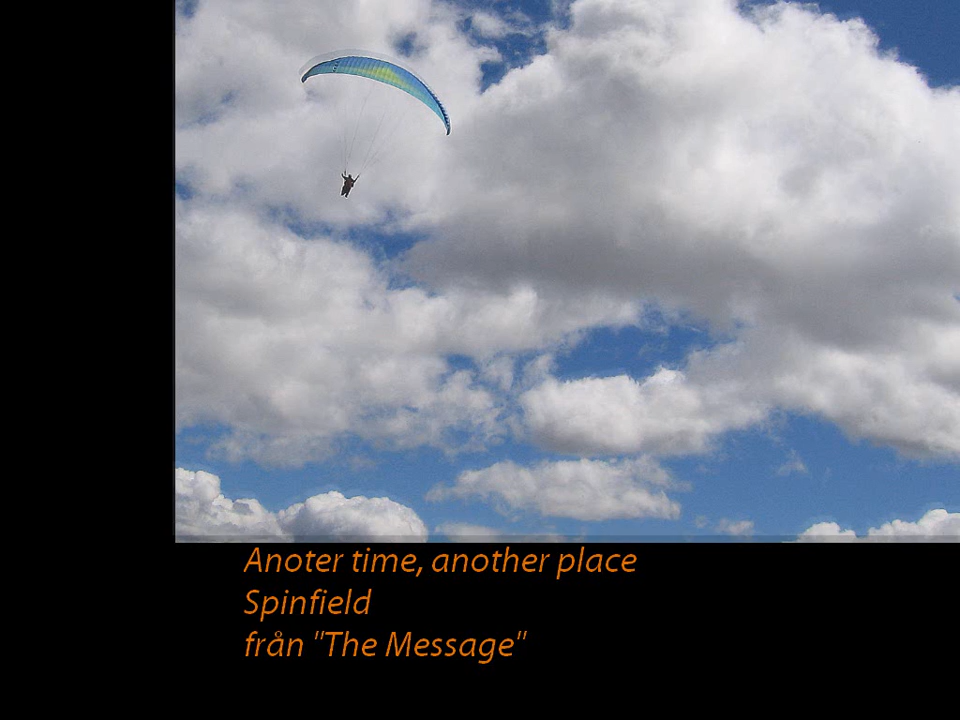 Anoter time, another place
Spinfield
från "The Message"